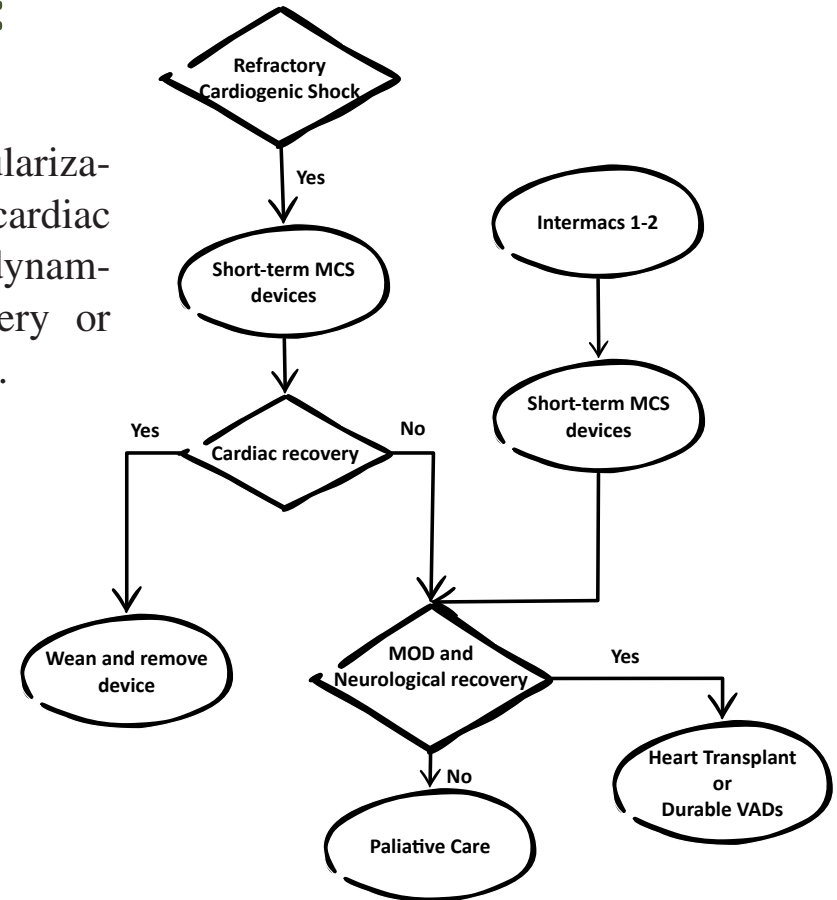 :
ulariza-
cardiac
dynam-
ery or
.
Refractory
Cardiogenic Shock
Yes
Short-term MCS
devices
Intermacs 1-2
Short-term MCS
devices
Cardiac recovery
Yes
No
Wean and remove
device
MOD and
Neurological recovery
Yes
No
Heart Transplant
or
Durable VADs
Paliative Care